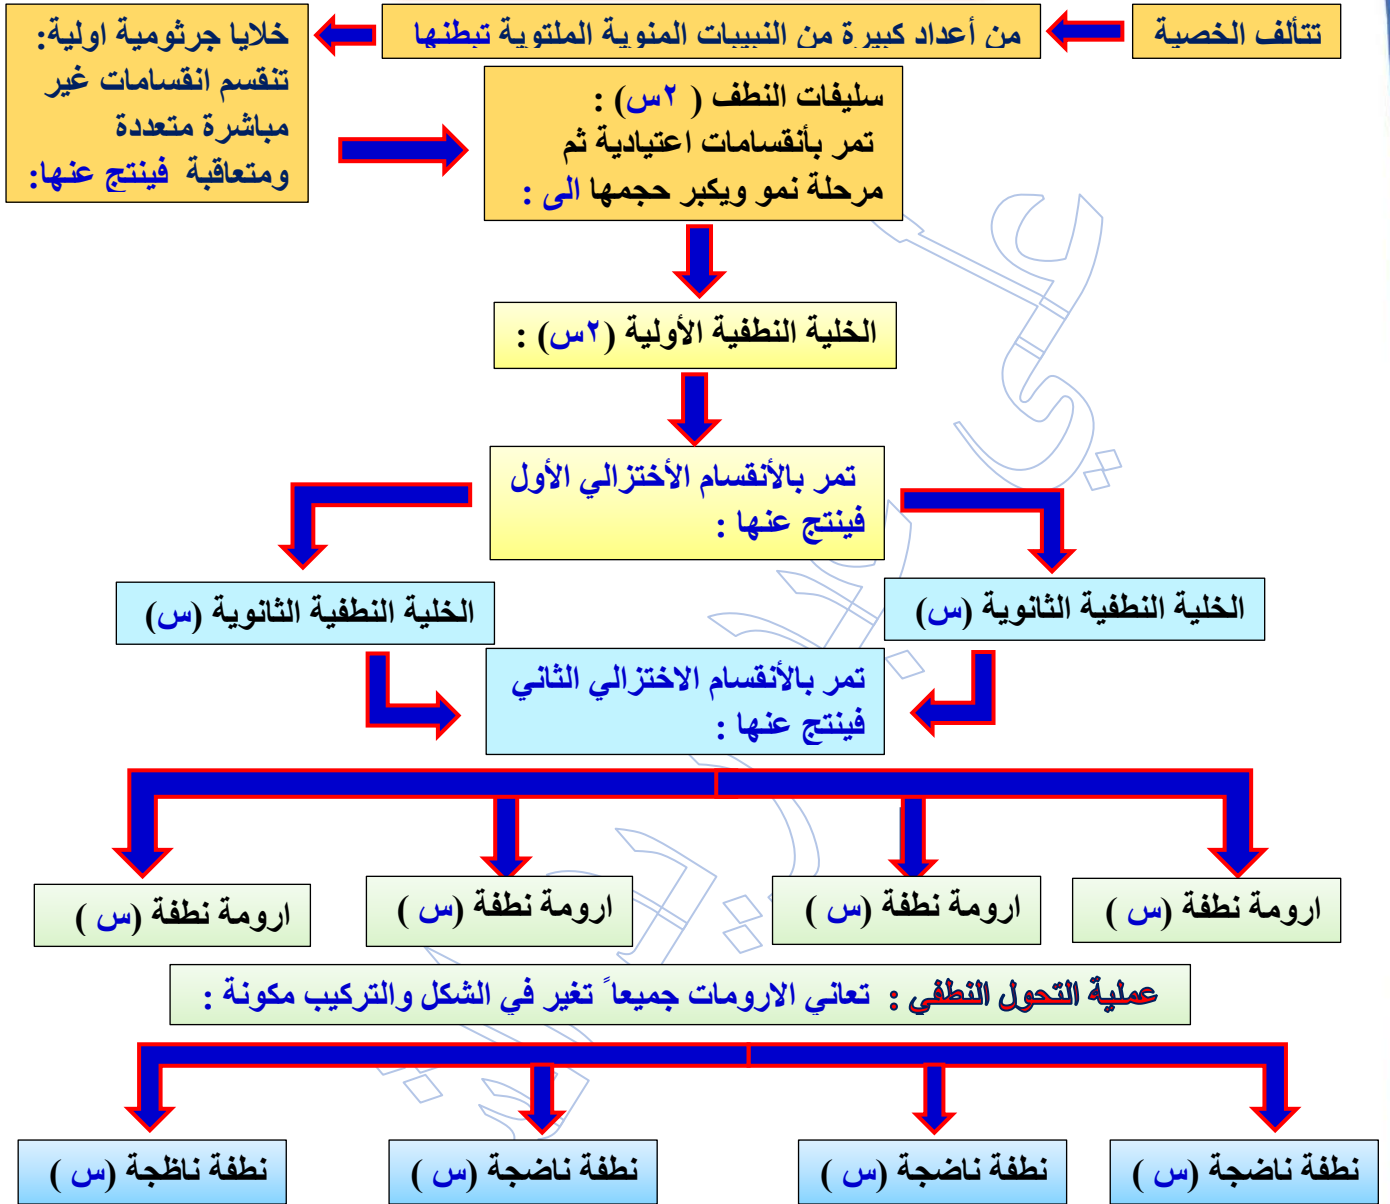 تتألف الخصية
من أعداد كبيرة من النبيبات المنوية الملتوية تبطنها
خلايا جرثومية اولية:
تنقسم انقسامات غير
مباشرة متعددة
ومتعاقبة فينتج عنها:
سليفات النطف ( ٢س) :
تمر بأنقسامات اعتيادية ثم
مرحلة نمو ويكبر حجمها الى :
الخلية النطفية الأولية (٢س) :
تمر بالأنقسام الأختزالي الأول
فينتج عنها :
الخلية النطفية الثانوية (س)
الخلية النطفية الثانوية (س)
تمر بالأنقسام الاختزالي الثاني
فينتج عنها :
ارومة نطفة (س )
ارومة نطفة (س )
ارومة نطفة (س )
ارومة نطفة (س )
عملية التحول النطفي : تعاني الارومات جميعاً تغير في الشكل والتركيب مكونة :
نطفة ناضجة (س )
نطفة ناضجة (س )
نطفة ناضجة (س )
نطفة ناظجة (س )